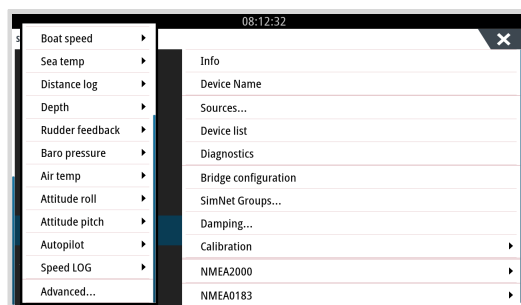 08:12:32
s
Boat speed
Sea temp
Distance log
Depth
Rudder feedback
Baro pressure
Air temp
Attitude roll
Attitude pitch
Autopilot
Speed LOG
Advanced...
Info
Device Name
Sources...
Device list
Diagnostics
Bridge configuration
SimNet Groups...
Damping...
Calibration
NMEA2000
NMEA0183